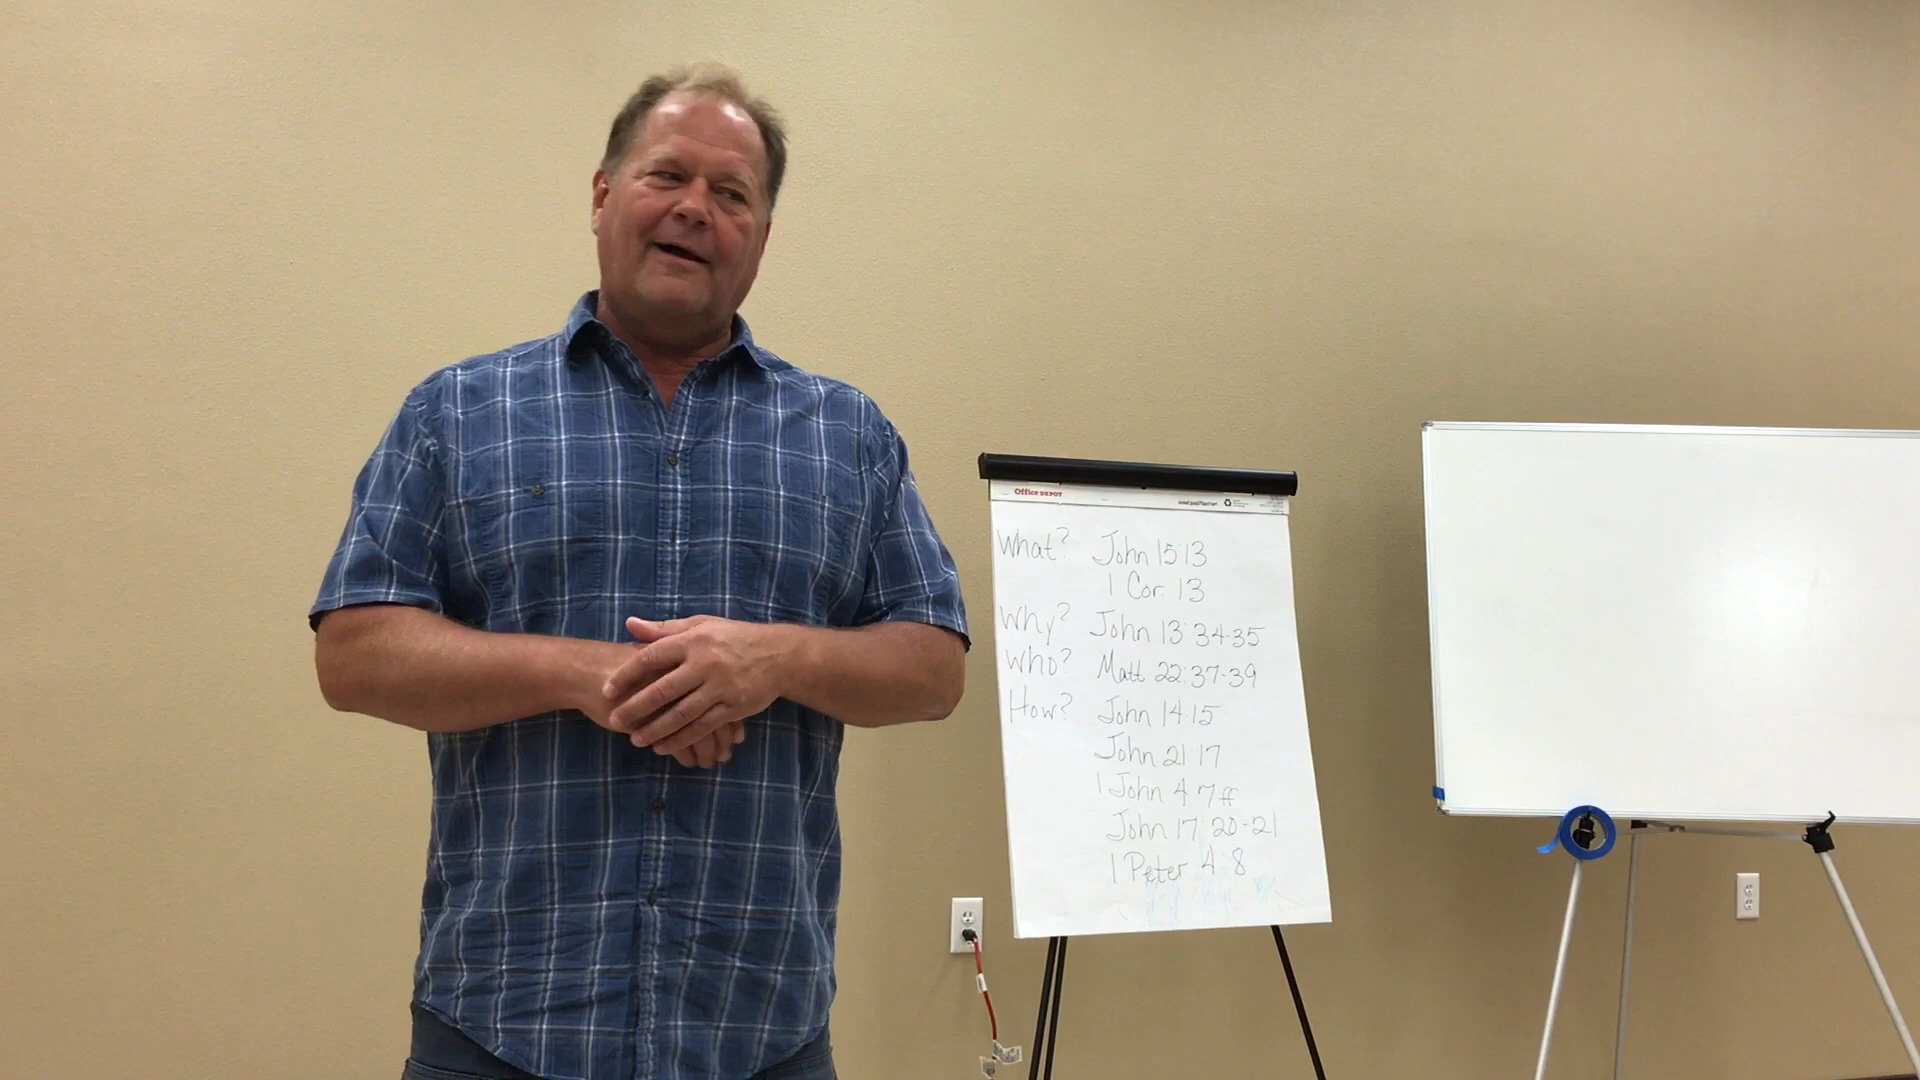 Office DEPOT
What? John 15:13
1 Cor. 13
Why? John 13:34-35
Who? Matt 22:37-39
How? John 14:15
John 21:17
1 John 4:7ff
John 17:20-21
1 Peter 4:8